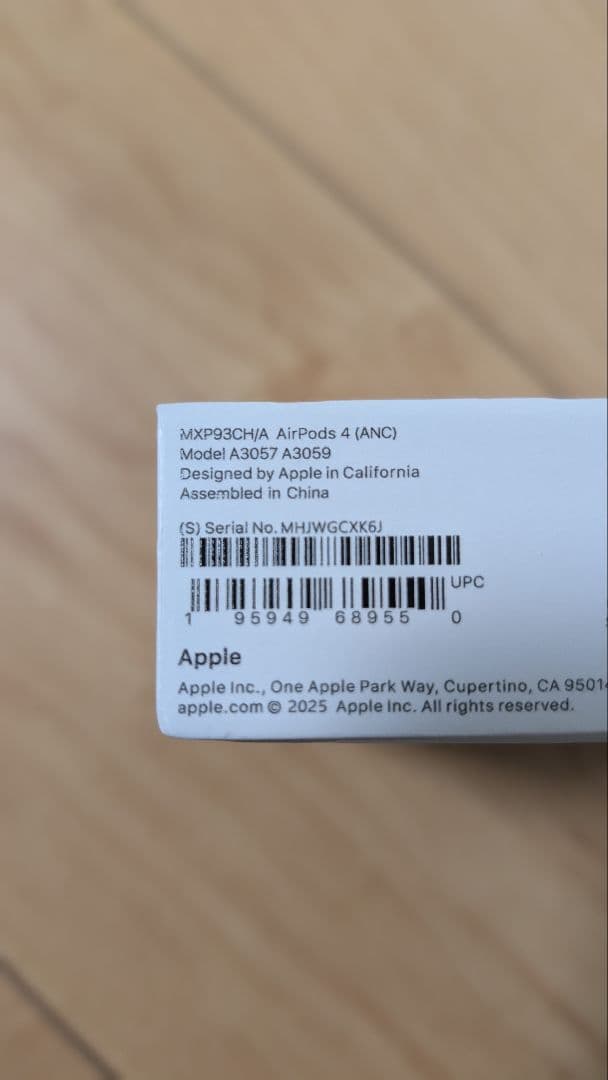 MXP93CH/A AirPods 4 (ANC)
Model A3057 A3059
Designed by Apple in California
Assembled in China
(S) Serial No. MHJWGCXK6J
UPC
1 95949 68955 0
Apple
Apple Inc., One Apple Park Way, Cupertino, CA 9501
apple.com © 2025 Apple Inc. All rights reserved.